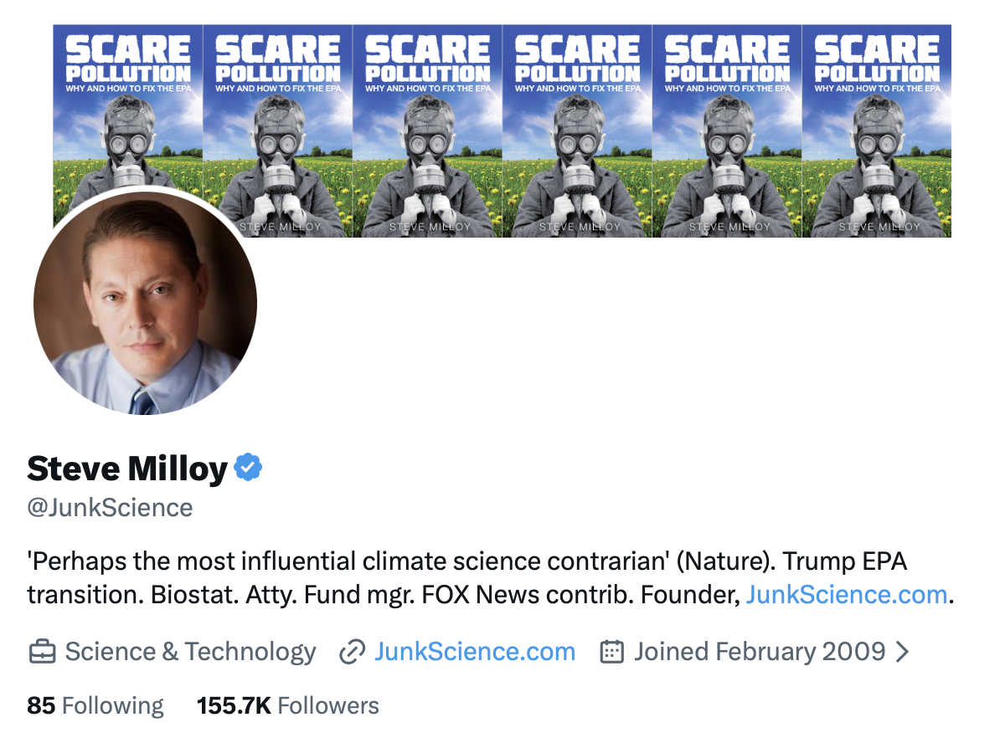 SCARE SCARE SCARE SCARE SCARE SCARE
POLLUTION POLLUTION POLLUTION POLLUTION POLLUTION POLLUTION
WHY AND HOW TO FIX THE EPA WHY AND HOW TO FIX THE EPA WHY AND HOW TO FIX THE EPA WHY AND HOW TO FIX THE EPA WHY AND HOW TO FIX THE EPA WHY AND HOW TO FIX THE EPA
STEVE MILLOY STEVE MILLOY STEVE MILLOY STEVE MILLOY STEVE MILLOY
Steve Milloy
@JunkScience
'Perhaps the most influential climate science contrarian' (Nature). Trump EPA
transition. Biostat. Atty. Fund mgr. FOX News contrib. Founder, JunkScience.com.
Science & Technology JunkScience.com Joined February 2009
85 Following 155.7K Followers